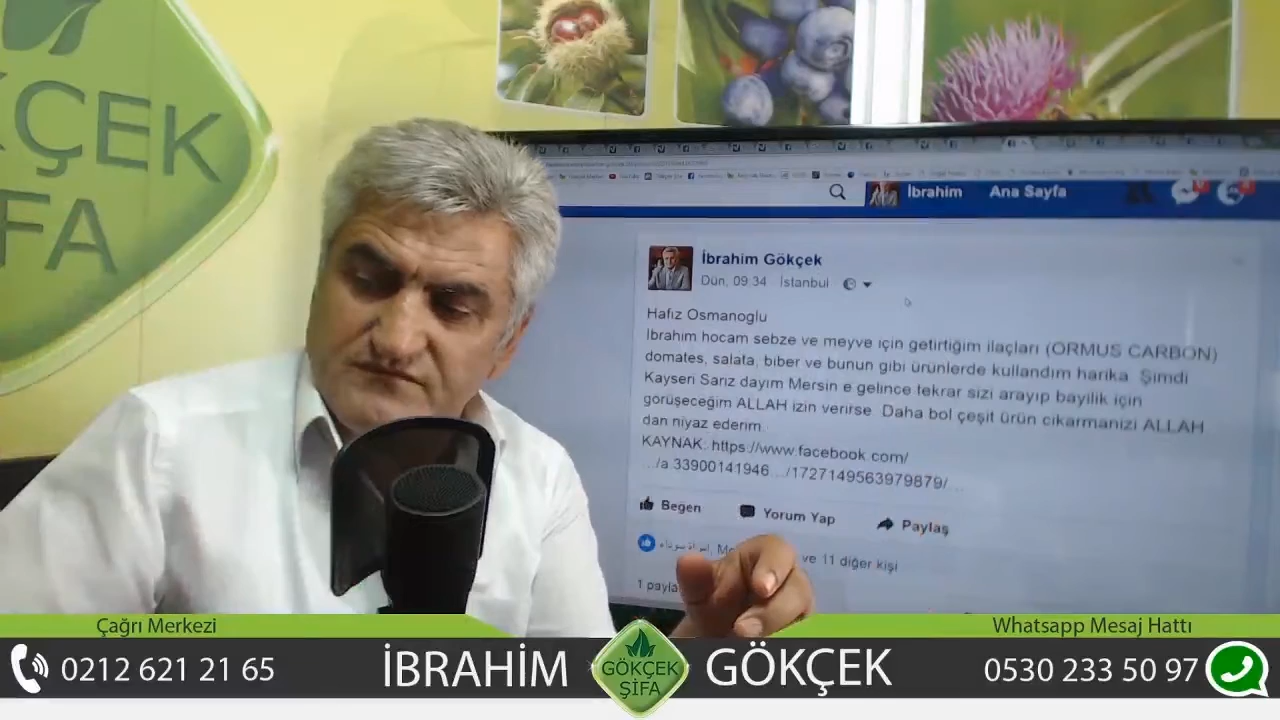 KÇEK
FA
İbrahim
Ana Sayfa
İbrahim Gökçek
Dün, 09:34 · İstanbul
Hafız Osmanoglu
İbrahim hocam sebze ve meyve için getirtiğim ilaçları (ORMUS CARBON)
domates, salata, biber ve bunun gibi ürünlerde kullandım harika Şimdi
Kayseri Sarız dayım Mersin e gelince tekrar sizi arayıp bayilik için
görüşeceğim ALLAH izin verirse Daha bol çeşit ürün cikarmanizi ALLAH
dan niyaz ederim.
KAYNAK: https://www.facebook.com/
…/a.33900141946…/1727149563979879/…
Beğen
Yorum Yap
Paylaş
ve 11 diğer kişi
1 payla
Çağrı Merkezi
Whatsapp Mesaj Hattı
0212 621 21 65
İBRAHİM
GÖKÇEK
ŞİFA
GÖKÇEK
0530 233 50 97